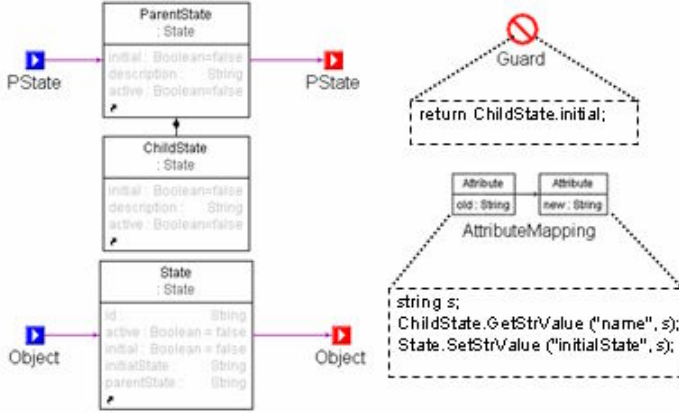 ParentState
: State
initial : Boolean=false
description : String
active : Boolean=false
PState
PState
ChildState
: State
initial : Boolean=false
description : String
active : Boolean=false
State
: State
id : String
active : Boolean = false
initial : Boolean = false
initialState : String
parentState : String
Object
Object
Guard
return ChildState.initial;
Attribute
old : String
Attribute
new : String
AttributeMapping
string s;
ChildState.GetStrValue ("name", s);
State.SetStrValue ("initialState", s);